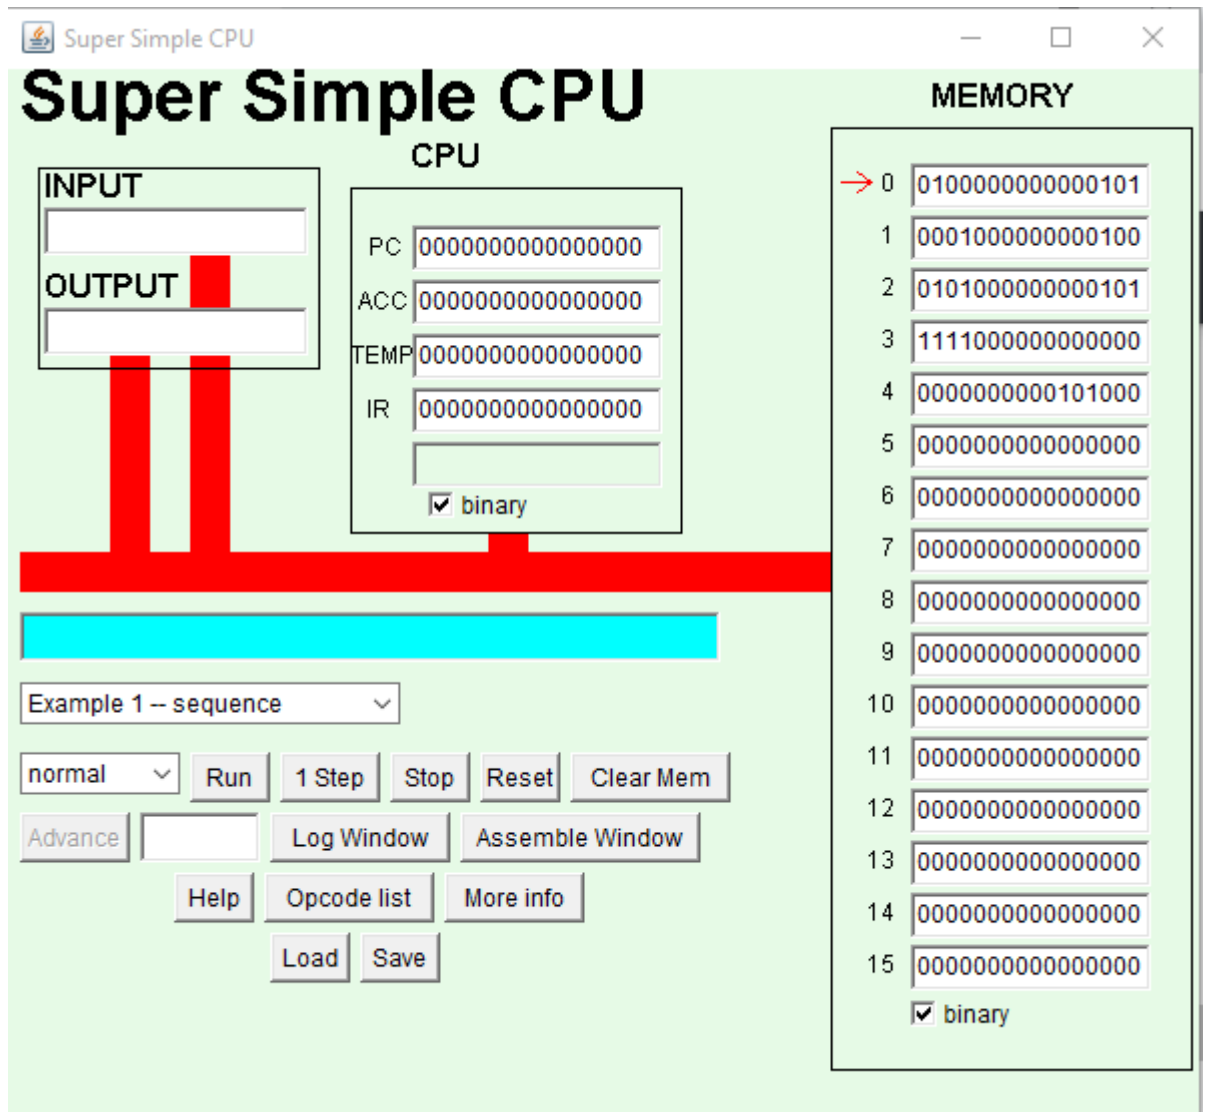 Super Simple CPU
Super Simple CPU
INPUT
OUTPUT
CPU
PC 0000000000000000
ACC 0000000000000000
TEMP 0000000000000000
IR 0000000000000000
binary
Example 1 -- sequence
normal Run 1 Step Stop Reset Clear Mem
Advance Log Window Assemble Window
Help Opcode list More info
Load Save
MEMORY
0 0100000000000101
1 0001000000000100
2 0101000000000101
3 1111000000000000
4 0000000000101000
5 0000000000000000
6 0000000000000000
7 0000000000000000
8 0000000000000000
9 0000000000000000
10 0000000000000000
11 0000000000000000
12 0000000000000000
13 0000000000000000
14 0000000000000000
15 0000000000000000
binary